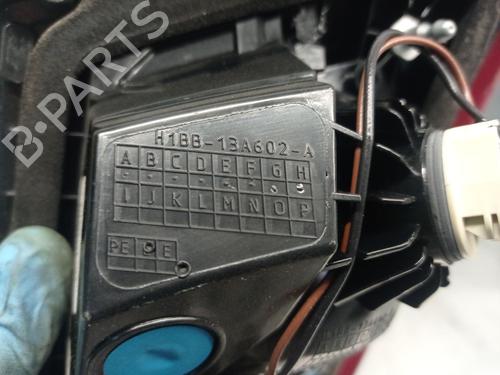 B-PARTS
H1BB-13A602-A
A B C D E F G H
I J K L M N O P
PE E